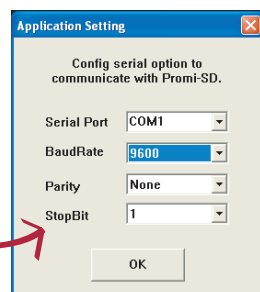 Application Setting
Config serial option to
communicate with Promi-SD.
Serial Port COM1
BaudRate 9600
Parity None
StopBit 1
OK